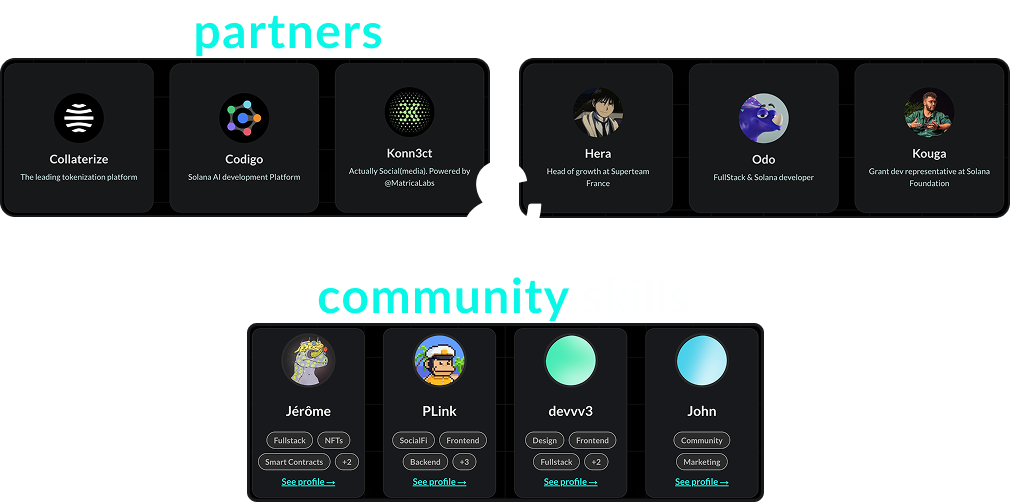 partners
Collaterize
The leading tokenization platform
Codigo
Solana AI development Platform
Konn3ct
Actually Social(media). Powered by
@MatricaLabs
&
Hera
Head of growth at Superteam
France
Odo
FullStack & Solana developer
Kouga
Grant dev representative at Solana
Foundation
community
Jérôme
Fullstack NFTs
Smart Contracts +2
See profile →
PLink
SocialFi Frontend
Backend +3
See profile →
devvv3
Design Frontend
Fullstack +2
See profile →
John
Community
Marketing
See profile →